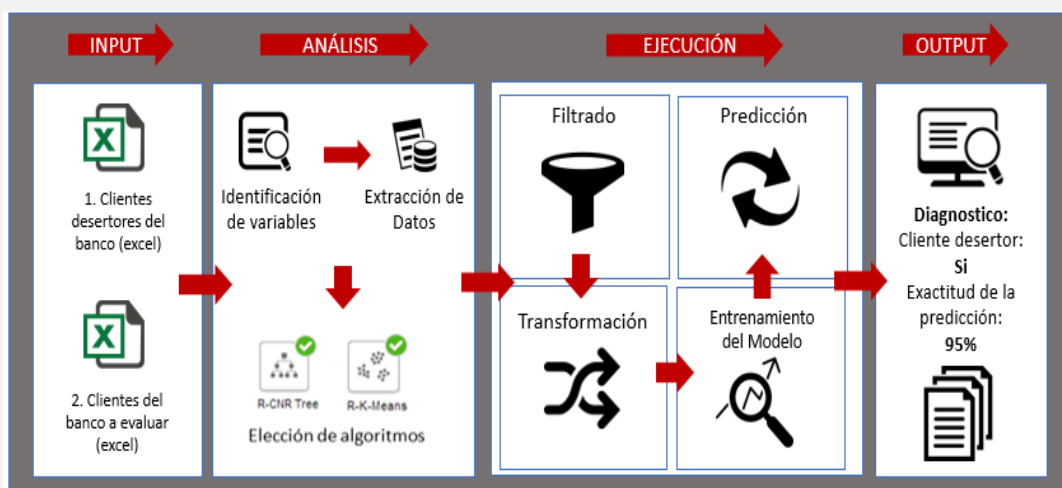 INPUT
ANÁLISIS
EJECUCIÓN
OUTPUT
X
1. Clientes
desertores del
banco (excel)
X
2. Clientes del
banco a evaluar
(excel)
Identificación
de variables
Extracción de
Datos
R-CNR Tree
R-K-Means
Elección de algoritmos
Filtrado
Predicción
Transformación
Entrenamiento
del Modelo
Diagnostico:
Cliente desertor:
Si
Exactitud de la
predicción:
95%